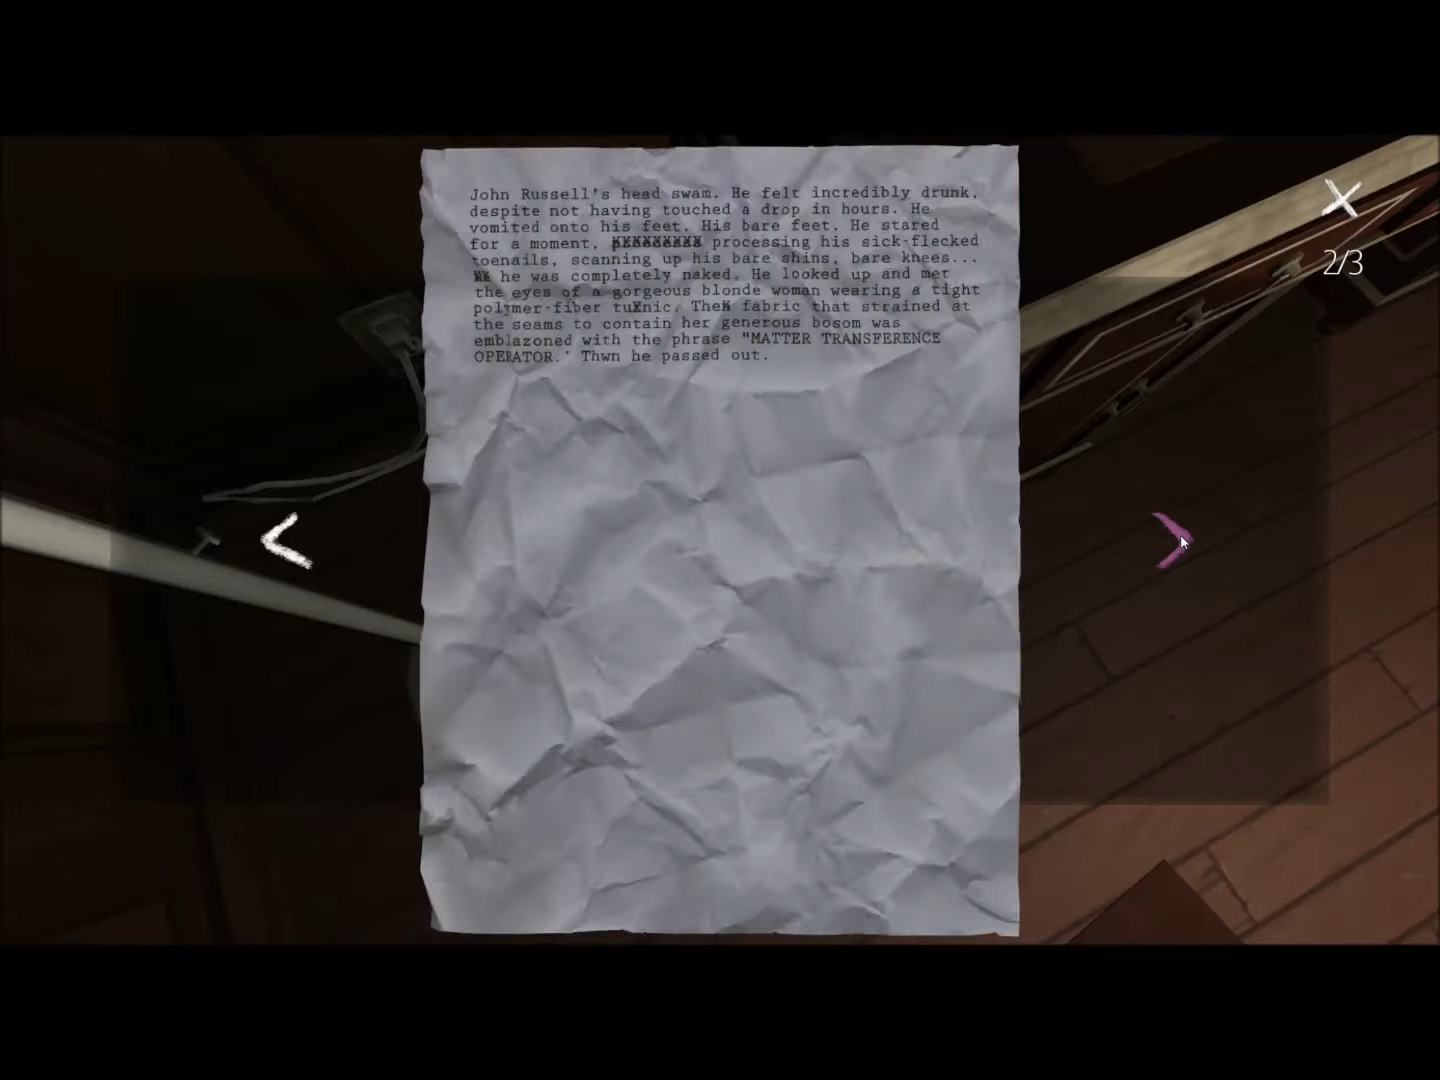 John Russell's head swam. He felt incredibly drunk,
despite not having touched a drop in hours. He
vomited onto his feet. His bare feet. He stared
for a moment, processing his sick-flecked
toenails, scanning up his bare shins, bare knees...
he was completely naked. He looked up and met
the eyes of a gorgeous blonde woman wearing a tight
polymer-fiber tuXnic. TheX fabric that strained at
the seams to contain her generous bosom was
emblazoned with the phrase "MATTER TRANSFERENCE
OPERATOR." Thwn he passed out.
2/3